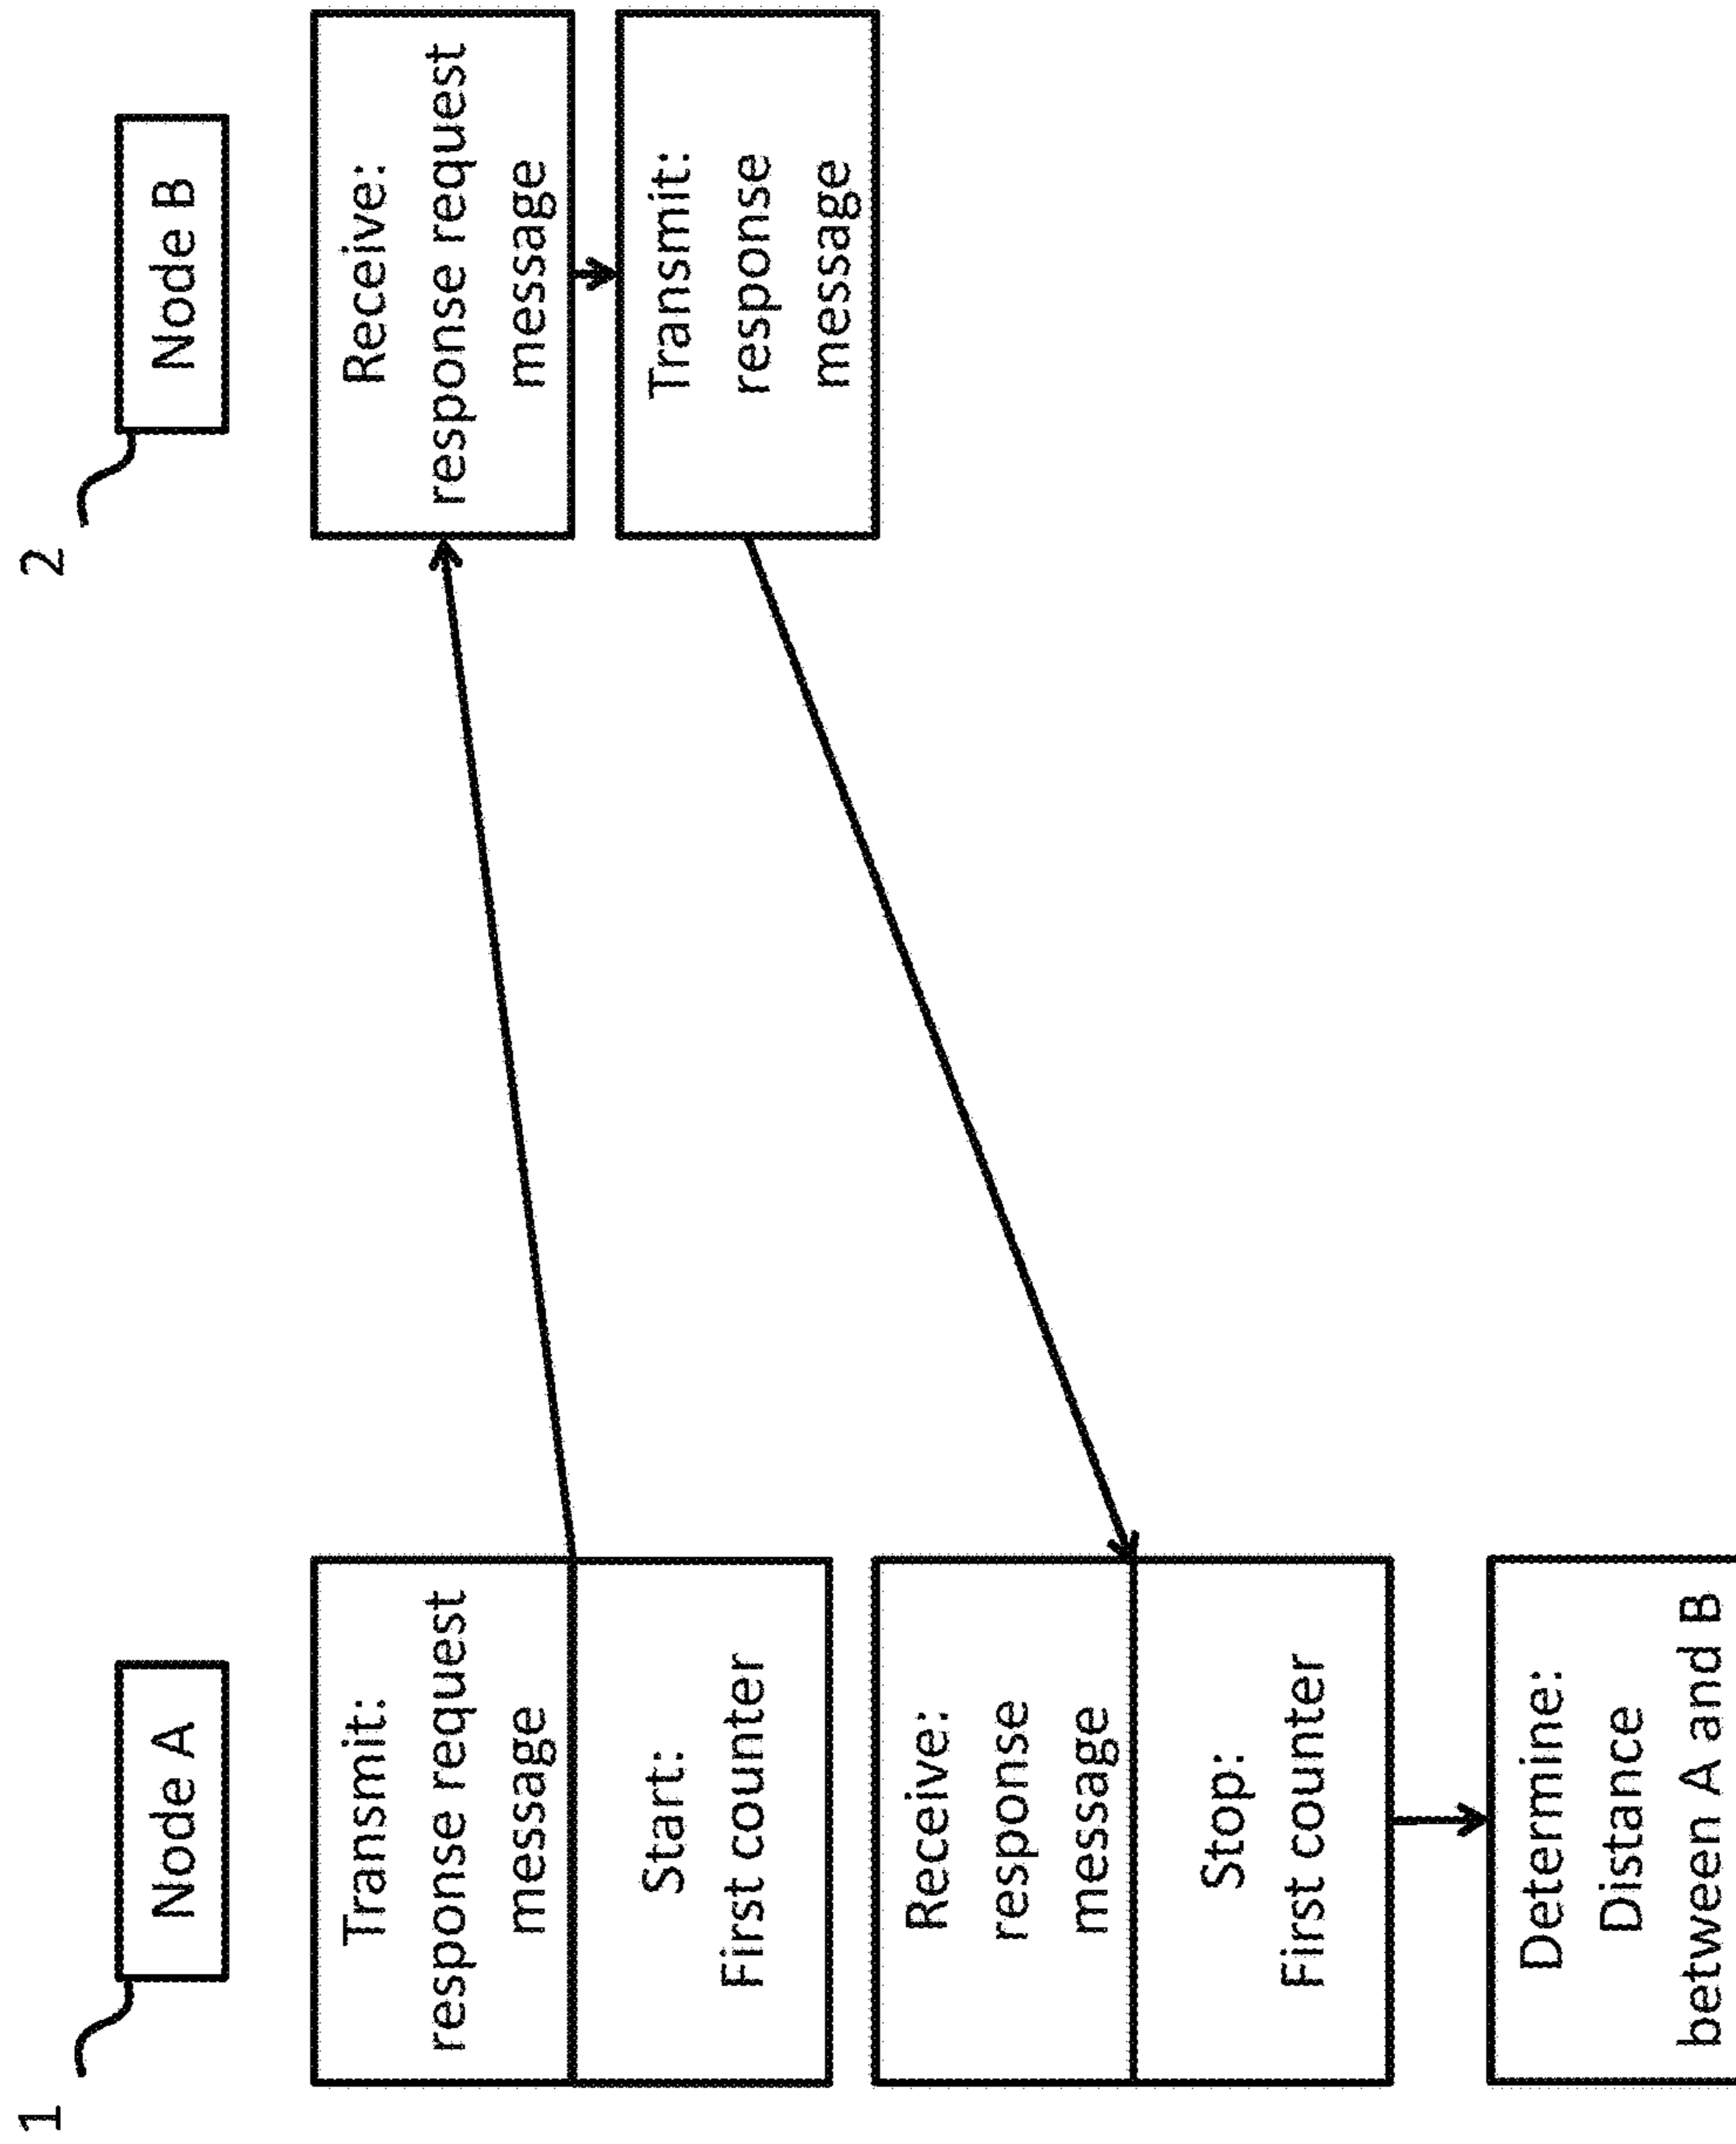 1
Node A
Transmit:
response request
message
Start:
First counter
Receive:
response
message
Stop:
First counter
Determine:
Distance
between A and B
2
Node B
Receive:
response request
message
Transmit:
response
message